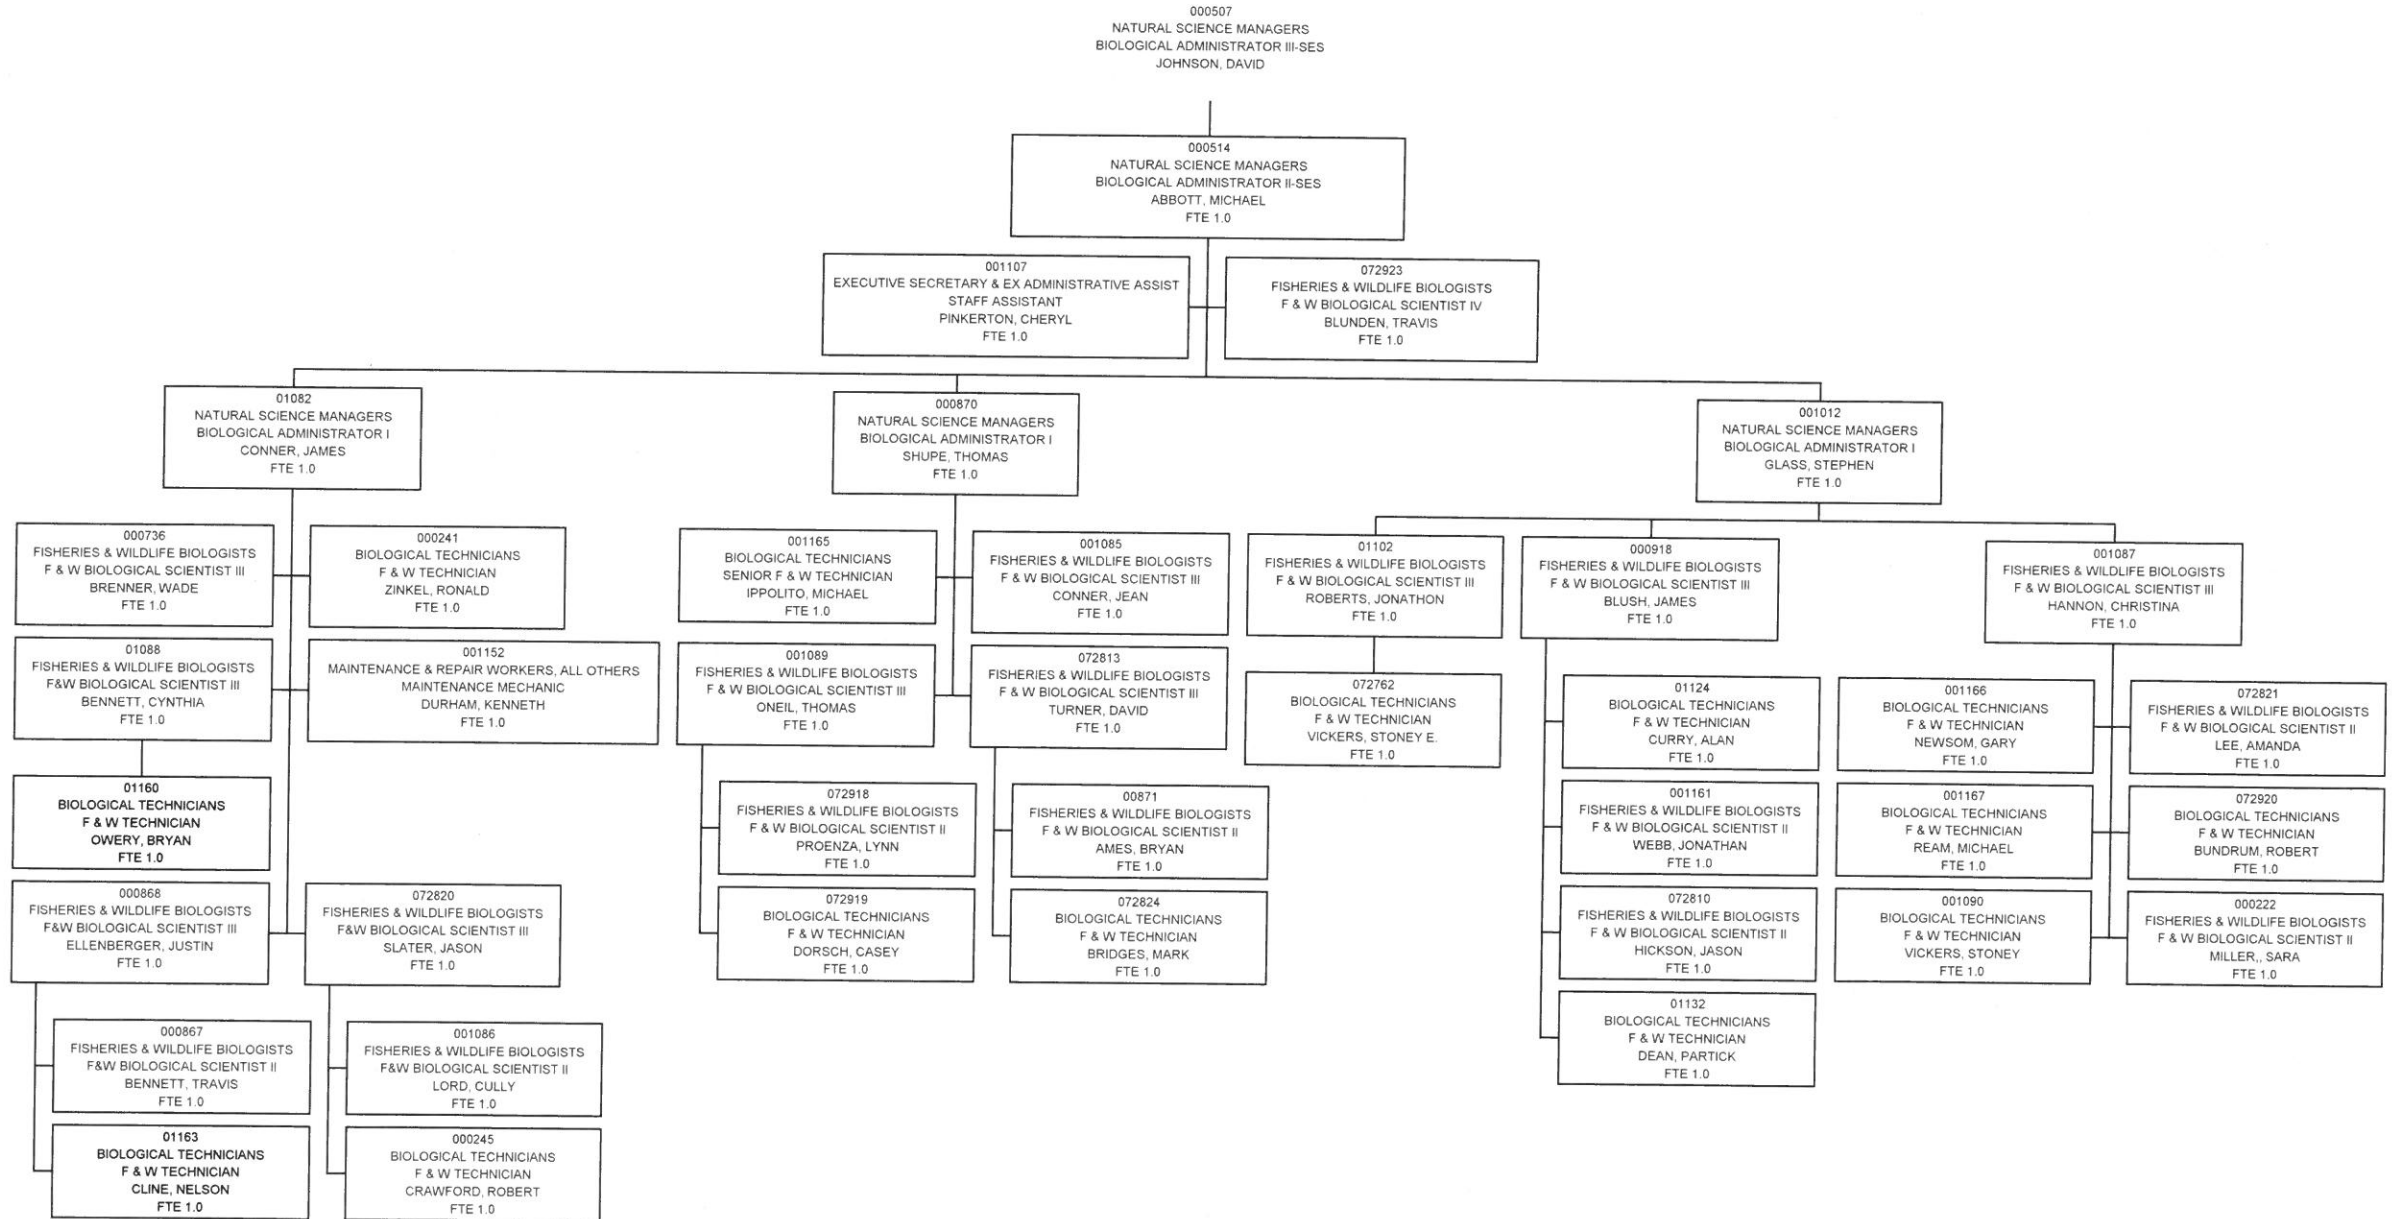 000507
NATURAL SCIENCE MANAGERS
BIOLOGICAL ADMINISTRATOR III-SES
JOHNSON, DAVID
000514
NATURAL SCIENCE MANAGERS
BIOLOGICAL ADMINISTRATOR II-SES
ABBOTT, MICHAEL
FTE 1.0
001107
EXECUTIVE SECRETARY & EX ADMINISTRATIVE ASSIST
STAFF ASSISTANT
PINKERTON, CHERYL
FTE 1.0
072923
FISHERIES & WILDLIFE BIOLOGISTS
F & W BIOLOGICAL SCIENTIST IV
BLUNDEN, TRAVIS
FTE 1.0
01082
NATURAL SCIENCE MANAGERS
BIOLOGICAL ADMINISTRATOR I
CONNER, JAMES
FTE 1.0
000870
NATURAL SCIENCE MANAGERS
BIOLOGICAL ADMINISTRATOR I
SHUPE, THOMAS
FTE 1.0
001012
NATURAL SCIENCE MANAGERS
BIOLOGICAL ADMINISTRATOR I
GLASS, STEPHEN
FTE 1.0
000736
FISHERIES & WILDLIFE BIOLOGISTS
F & W BIOLOGICAL SCIENTIST III
BRENNER, WADE
FTE 1.0
000241
BIOLOGICAL TECHNICIANS
F & W TECHNICIAN
ZINKEL, RONALD
FTE 1.0
001165
BIOLOGICAL TECHNICIANS
SENIOR F & W TECHNICIAN
IPPOLITO, MICHAEL
FTE 1.0
001085
FISHERIES & WILDLIFE BIOLOGISTS
F & W BIOLOGICAL SCIENTIST III
CONNER, JEAN
FTE 1.0
01102
FISHERIES & WILDLIFE BIOLOGISTS
F & W BIOLOGICAL SCIENTIST III
ROBERTS, JONATHON
FTE 1.0
000918
FISHERIES & WILDLIFE BIOLOGISTS
F & W BIOLOGICAL SCIENTIST III
BLUSH, JAMES
FTE 1.0
001087
FISHERIES & WILDLIFE BIOLOGISTS
F & W BIOLOGICAL SCIENTIST III
HANNON, CHRISTINA
FTE 1.0
01088
FISHERIES & WILDLIFE BIOLOGISTS
F&W BIOLOGICAL SCIENTIST III
BENNETT, CYNTHIA
FTE 1.0
001152
MAINTENANCE & REPAIR WORKERS, ALL OTHERS
MAINTENANCE MECHANIC
DURHAM, KENNETH
FTE 1.0
001089
FISHERIES & WILDLIFE BIOLOGISTS
F & W BIOLOGICAL SCIENTIST III
ONEIL, THOMAS
FTE 1.0
072813
FISHERIES & WILDLIFE BIOLOGISTS
F & W BIOLOGICAL SCIENTIST III
TURNER, DAVID
FTE 1.0
072762
BIOLOGICAL TECHNICIANS
F & W TECHNICIAN
VICKERS, STONEY E.
FTE 1.0
01124
BIOLOGICAL TECHNICIANS
F & W TECHNICIAN
CURRY, ALAN
FTE 1.0
001166
BIOLOGICAL TECHNICIANS
F & W TECHNICIAN
NEWSOM, GARY
FTE 1.0
072821
FISHERIES & WILDLIFE BIOLOGISTS
F & W BIOLOGICAL SCIENTIST II
LEE, AMANDA
FTE 1.0
01160
BIOLOGICAL TECHNICIANS
F & W TECHNICIAN
OWERY, BRYAN
FTE 1.0
072918
FISHERIES & WILDLIFE BIOLOGISTS
F & W BIOLOGICAL SCIENTIST II
PROENZA, LYNN
FTE 1.0
00871
FISHERIES & WILDLIFE BIOLOGISTS
F & W BIOLOGICAL SCIENTIST II
AMES, BRYAN
FTE 1.0
001161
FISHERIES & WILDLIFE BIOLOGISTS
F & W BIOLOGICAL SCIENTIST II
WEBB, JONATHAN
FTE 1.0
001167
BIOLOGICAL TECHNICIANS
F & W TECHNICIAN
REAM, MICHAEL
FTE 1.0
072920
BIOLOGICAL TECHNICIANS
F & W TECHNICIAN
BUNDRUM, ROBERT
FTE 1.0
000868
FISHERIES & WILDLIFE BIOLOGISTS
F&W BIOLOGICAL SCIENTIST III
ELLENBERGER, JUSTIN
FTE 1.0
072820
FISHERIES & WILDLIFE BIOLOGISTS
F&W BIOLOGICAL SCIENTIST III
SLATER, JASON
FTE 1.0
072919
BIOLOGICAL TECHNICIANS
F & W TECHNICIAN
DORSCH, CASEY
FTE 1.0
072824
BIOLOGICAL TECHNICIANS
F & W TECHNICIAN
BRIDGES, MARK
FTE 1.0
072810
FISHERIES & WILDLIFE BIOLOGISTS
F & W BIOLOGICAL SCIENTIST II
HICKSON, JASON
FTE 1.0
001090
BIOLOGICAL TECHNICIANS
F & W TECHNICIAN
VICKERS, STONEY
FTE 1.0
000222
FISHERIES & WILDLIFE BIOLOGISTS
F & W BIOLOGICAL SCIENTIST II
MILLER,, SARA
FTE 1.0
01132
BIOLOGICAL TECHNICIANS
F & W TECHNICIAN
DEAN, PARTICK
FTE 1.0
000867
FISHERIES & WILDLIFE BIOLOGISTS
F&W BIOLOGICAL SCIENTIST II
BENNETT, TRAVIS
FTE 1.0
001086
FISHERIES & WILDLIFE BIOLOGISTS
F&W BIOLOGICAL SCIENTIST II
LORD, CULLY
FTE 1.0
01163
BIOLOGICAL TECHNICIANS
F & W TECHNICIAN
CLINE, NELSON
FTE 1.0
000245
BIOLOGICAL TECHNICIANS
F & W TECHNICIAN
CRAWFORD, ROBERT
FTE 1.0